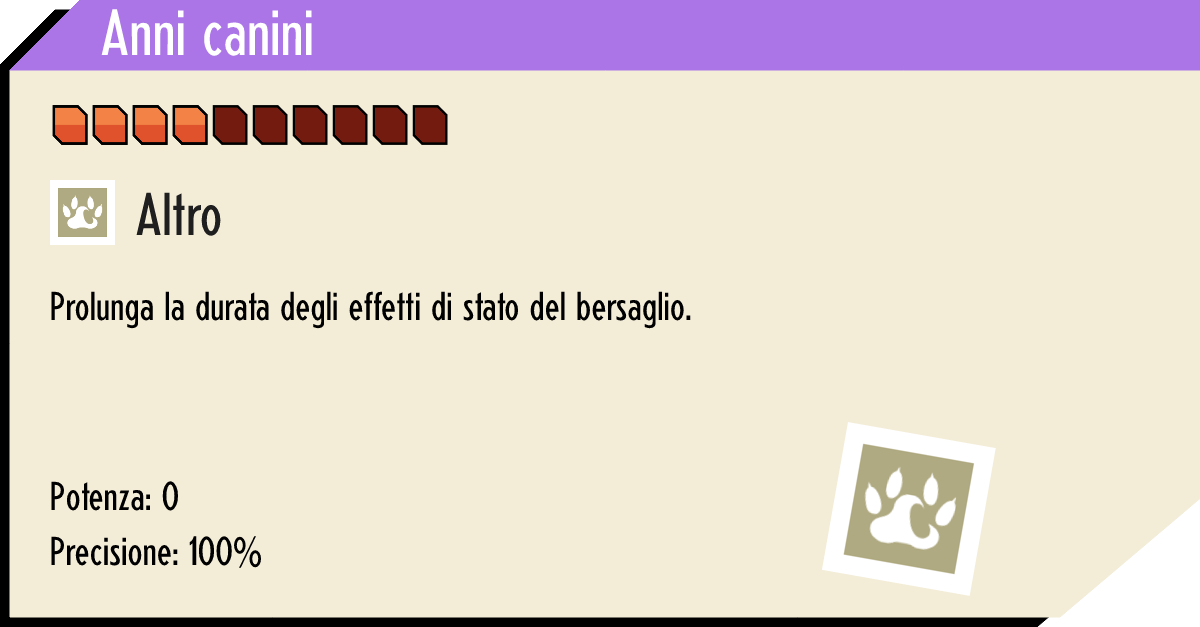 Anni canini
Altro
Prolunga la durata degli effetti di stato del bersaglio.
Potenza: 0
Precisione: 100%